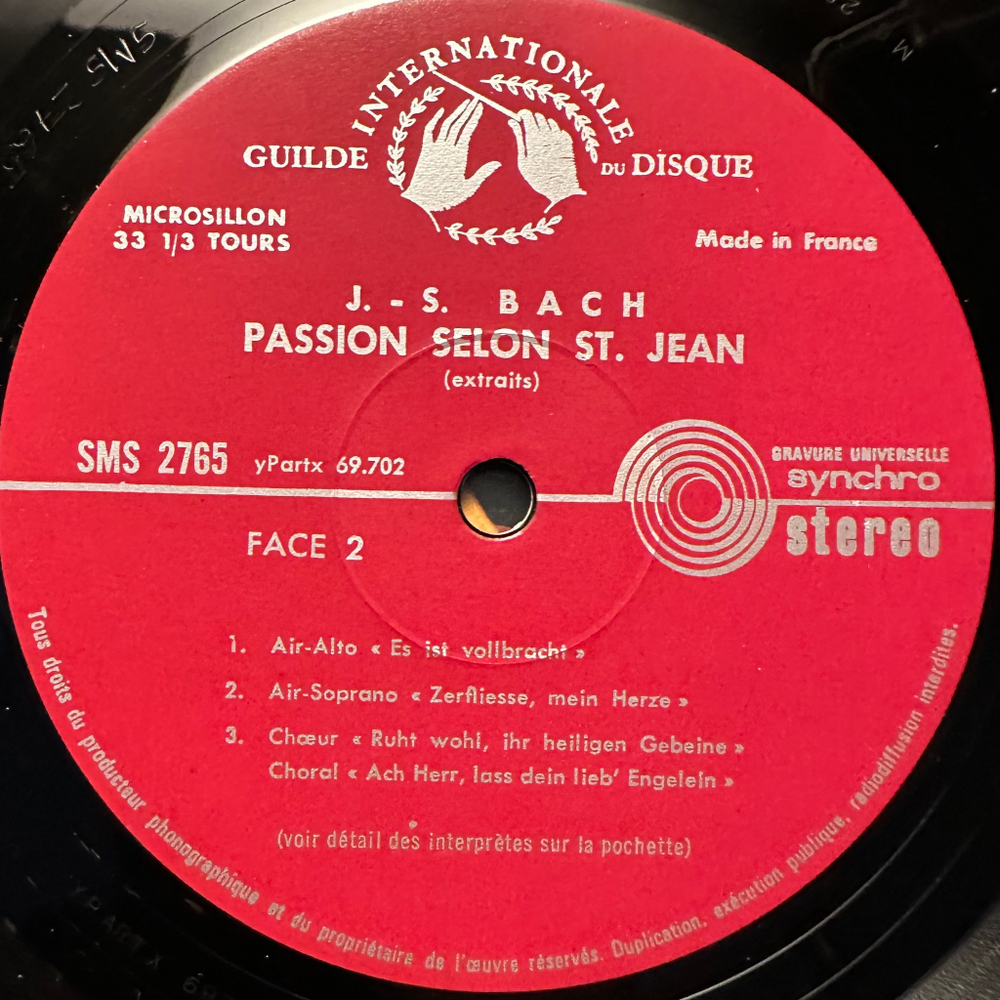 INTERNATIONALE
GUILDE DU DISQUE
MICROSILLON
33 1/3 TOURS
Made in France
J. - S. BACH
PASSION SELON ST. JEAN
(extraits)
SMS 2765 yPartx 69.702
GRAVURE UNIVERSELLE
synchro
stereo
FACE 2
1. Air-Alto « Es ist vollbracht »
2. Air-Soprano « Zerfliesse, mein Herze »
3. Chœur « Ruht wohl, ihr heiligen Gebeine »
Choral « Ach Herr, lass dein lieb' Engelein »
(voir détail des interprètes sur la pochette)
Tous droits du producteur phonographique et du propriétaire de l'œuvre réservés. Duplication, exécution publique, radiodiffusion interdites.